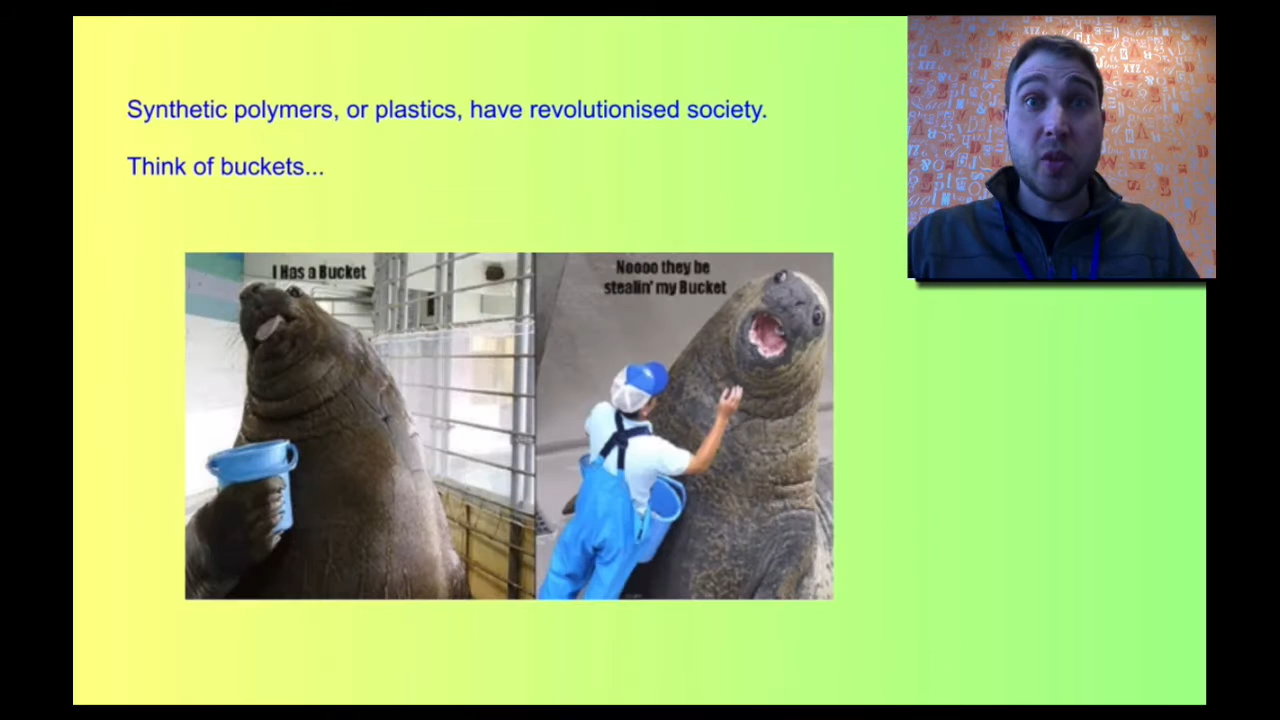 Synthetic polymers, or plastics, have revolutionised society.
Think of buckets...
I Has a Bucket
Noooo they be
stealin' my Bucket